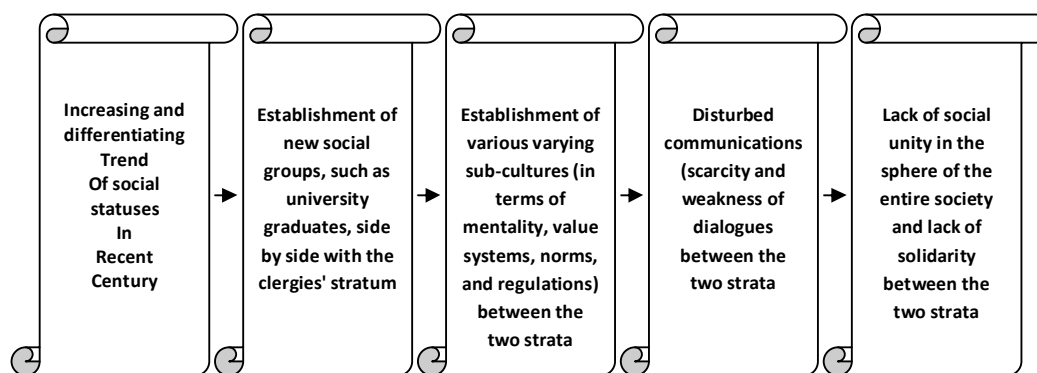 Increasing and
differentiating
Trend
Of social
statuses
In
Recent
Century
Establishment of
new social
groups, such as
university
graduates, side
by side with the
clergies' stratum
Establishment of
various varying
sub-cultures (in
terms of
mentality, value
systems, norms,
and regulations)
between the
two strata
Disturbed
communications
(scarcity and
weakness of
dialogues
between the
two strata
Lack of social
unity in the
sphere of the
entire society
and lack of
solidarity
between the
two strata